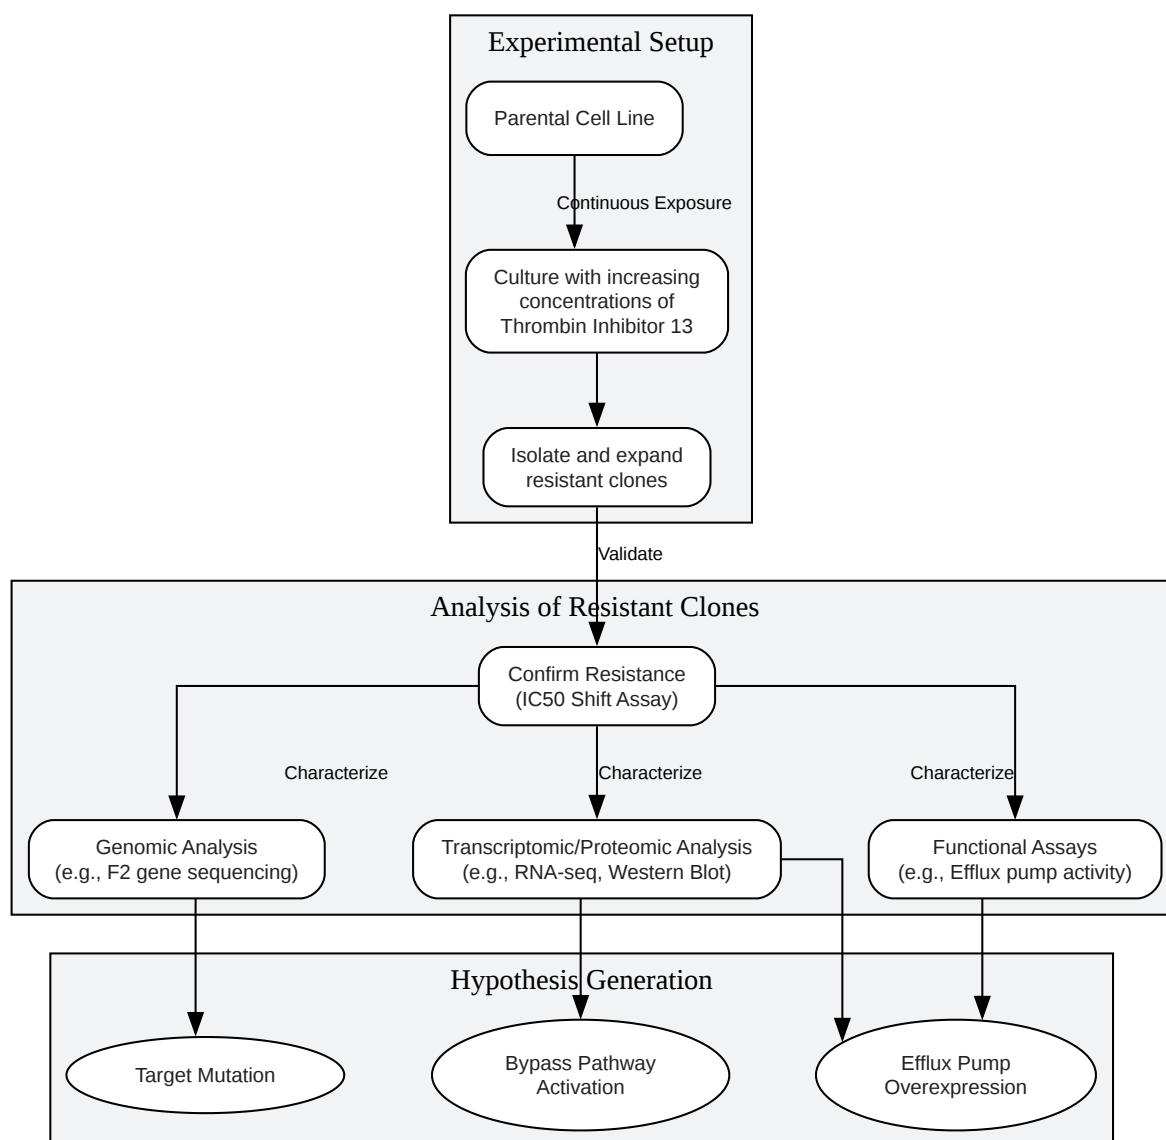 Experimental Setup
Parental Cell Line
Continuous Exposure
Culture with increasing
concentrations of
Thrombin Inhibitor 13
Isolate and expand
resistant clones
Validate
Analysis of Resistant Clones
Confirm Resistance
(IC50 Shift Assay)
Characterize
Characterize
Characterize
Genomic Analysis
(e.g., F2 gene sequencing)
Transcriptomic/Proteomic Analysis
(e.g., RNA-seq, Western Blot)
Functional Assays
(e.g., Efflux pump activity)
Hypothesis Generation
Target Mutation
Bypass Pathway
Activation
Efflux Pump
Overexpression